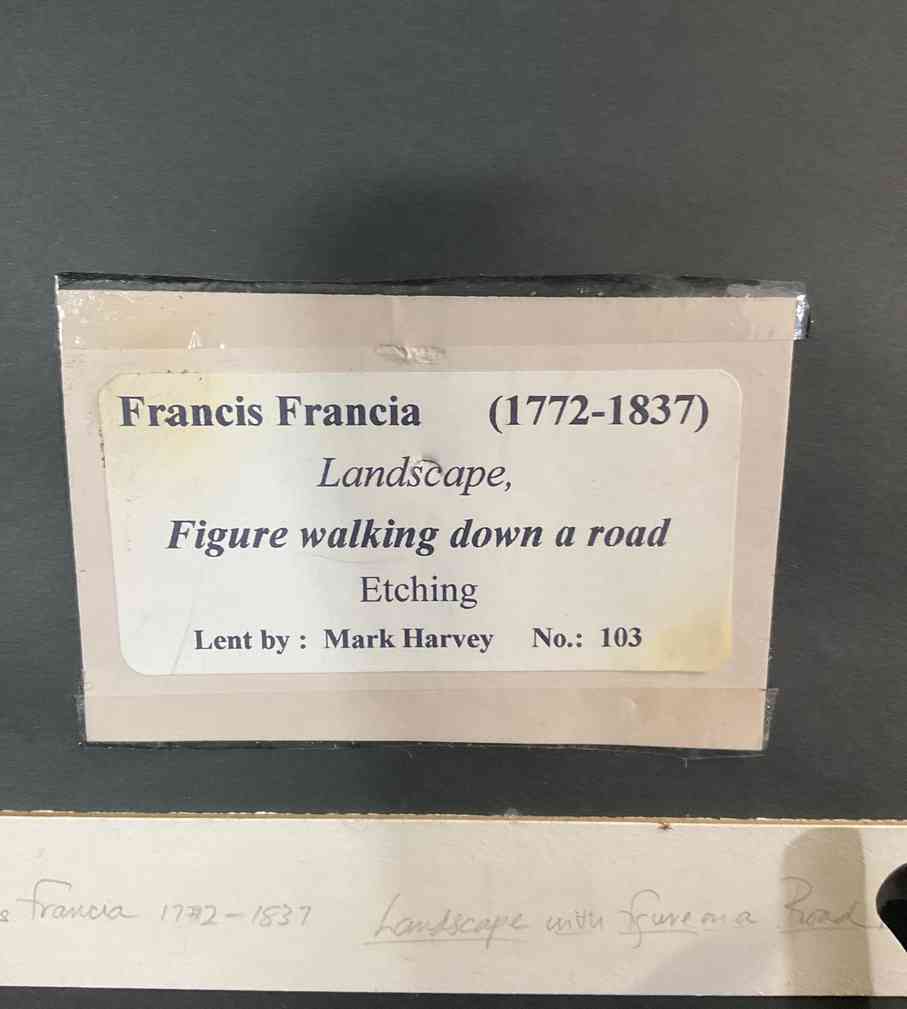 Francis Francia (1772-1837)
Landscape,
Figure walking down a road
Etching
Lent by : Mark Harvey No.: 103
s Francia 1772-1837 Landscape with figure on a Road